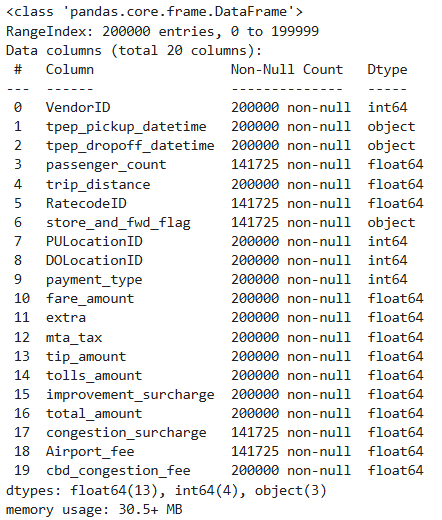 <class 'pandas.core.frame.DataFrame'>
RangeIndex: 200000 entries, 0 to 199999
Data columns (total 20 columns):
 #   Column                 Non-Null Count   Dtype
---  ------                 --------------   -----
 0   VendorID               200000 non-null  int64
 1   tpep_pickup_datetime   200000 non-null  object
 2   tpep_dropoff_datetime  200000 non-null  object
 3   passenger_count        141725 non-null  float64
 4   trip_distance          200000 non-null  float64
 5   RatecodeID             141725 non-null  float64
 6   store_and_fwd_flag     141725 non-null  object
 7   PULocationID           200000 non-null  int64
 8   DOLocationID           200000 non-null  int64
 9   payment_type           200000 non-null  int64
 10  fare_amount            200000 non-null  float64
 11  extra                  200000 non-null  float64
 12  mta_tax                200000 non-null  float64
 13  tip_amount             200000 non-null  float64
 14  tolls_amount           200000 non-null  float64
 15  improvement_surcharge  200000 non-null  float64
 16  total_amount           200000 non-null  float64
 17  congestion_surcharge   141725 non-null  float64
 18  Airport_fee            141725 non-null  float64
 19  cbd_congestion_fee     200000 non-null  float64
dtypes: float64(13), int64(4), object(3)
memory usage: 30.5+ MB